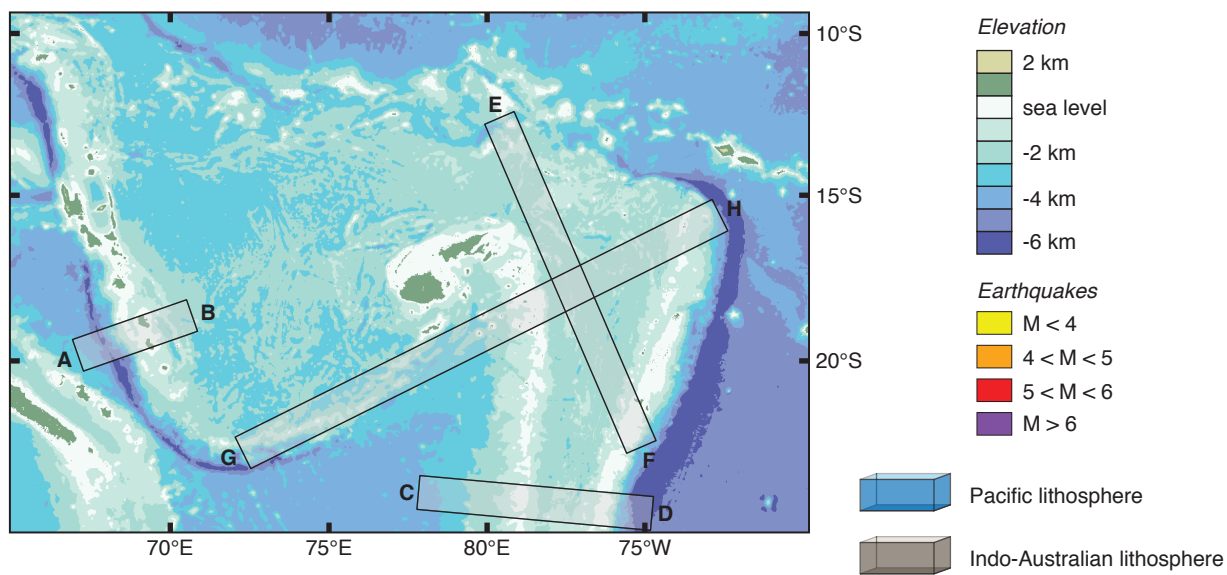 10°S
15°S
20°S
70°E
75°E
80°E
75°W
A
B
C
D
E
F
G
H
Elevation
2 km
sea level
-2 km
-4 km
-6 km
Earthquakes
M < 4
4 < M < 5
5 < M < 6
M > 6
Pacific lithosphere
Indo-Australian lithosphere